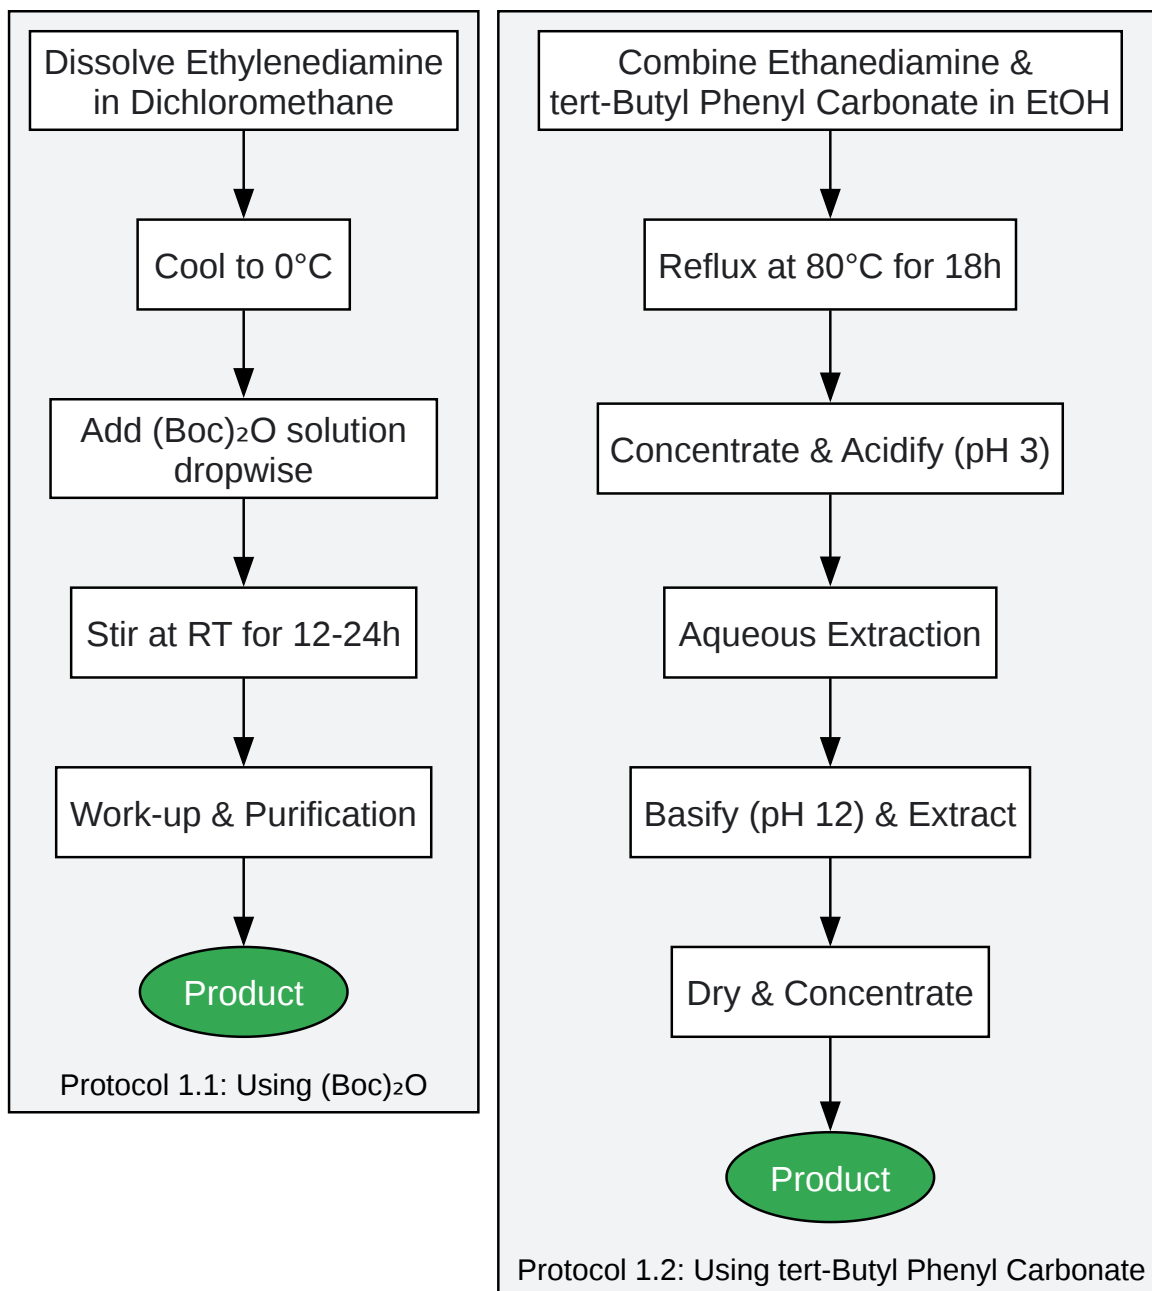 Dissolve Ethylenediamine
in Dichloromethane
Cool to 0°C
Add (Boc)₂O solution
dropwise
Stir at RT for 12-24h
Work-up & Purification
Product
Protocol 1.1: Using (Boc)₂O
Combine Ethanediamine &
tert-Butyl Phenyl Carbonate in EtOH
Reflux at 80°C for 18h
Concentrate & Acidify (pH 3)
Aqueous Extraction
Basify (pH 12) & Extract
Dry & Concentrate
Product
Protocol 1.2: Using tert-Butyl Phenyl Carbonate